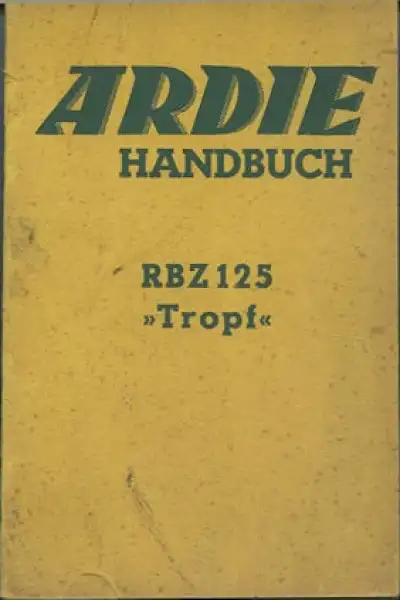 ARDIE
HANDBUCH
RBZ 125
»Tropf«